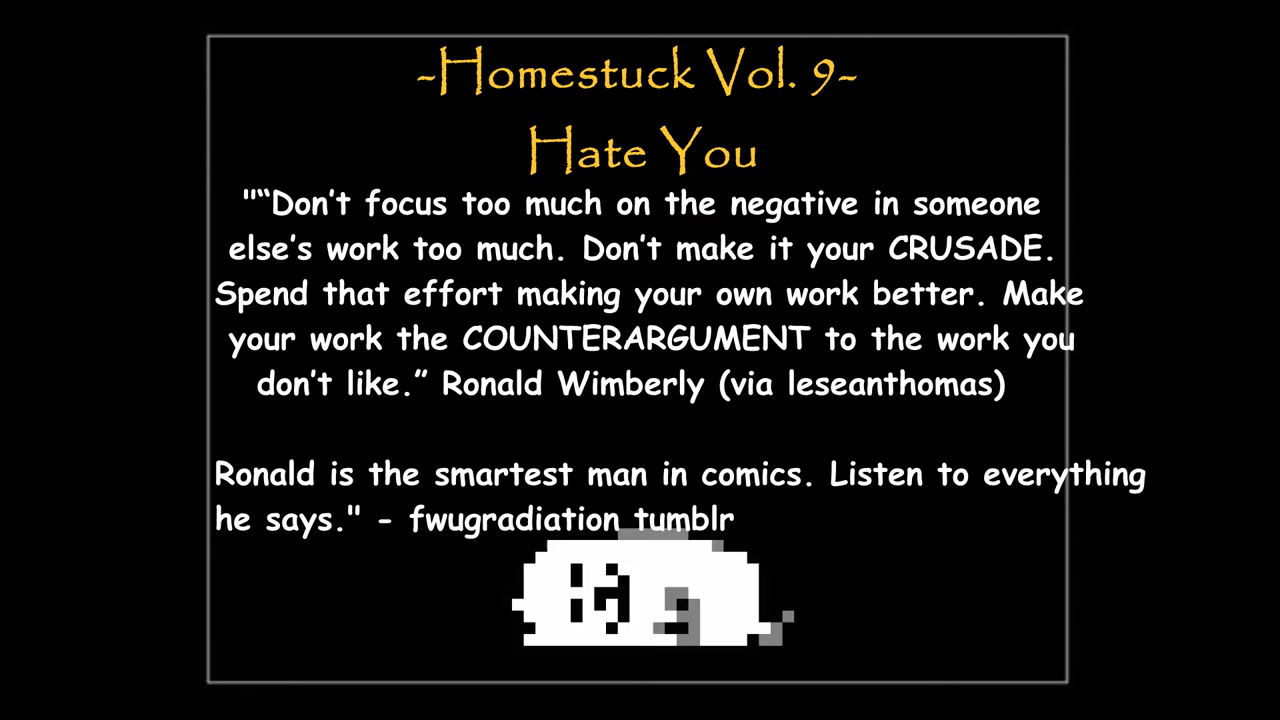 -Homestuck Vol. 9-
Hate You
"“Don’t focus too much on the negative in someone
else’s work too much. Don’t make it your CRUSADE.
Spend that effort making your own work better. Make
your work the COUNTERARGUMENT to the work you
don’t like.” Ronald Wimberly (via leseanthomas)
Ronald is the smartest man in comics. Listen to everything
he says." - fwugradiation tumblr